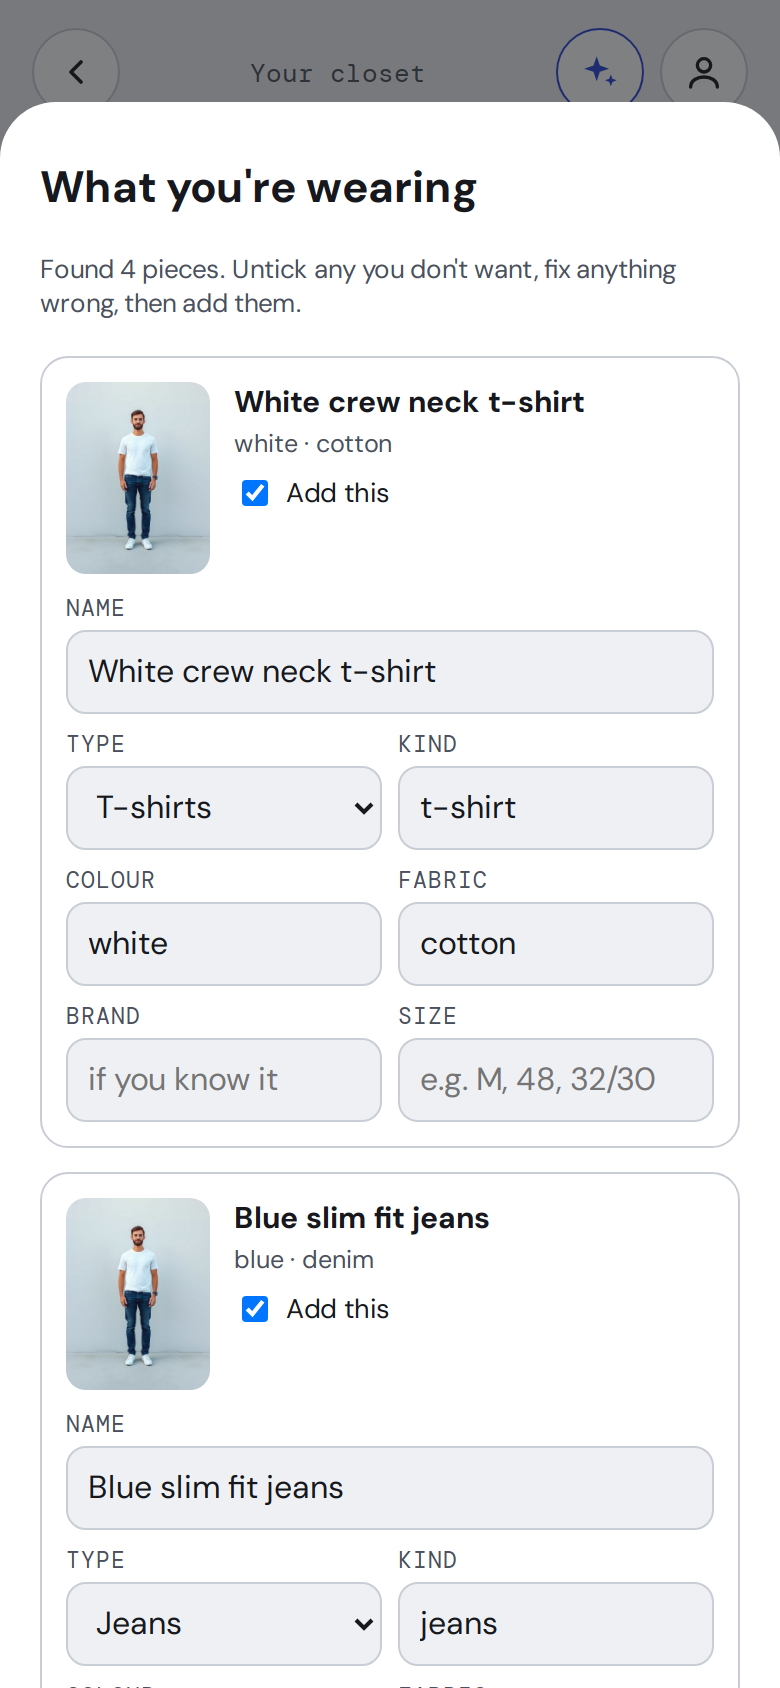 Your closet
What you're wearing
Found 4 pieces. Untick any you don't want, fix anything
wrong, then add them.
White crew neck t-shirt
white · cotton
Add this
NAME
White crew neck t-shirt
TYPE
KIND
T-shirts
t-shirt
COLOUR
FABRIC
white
cotton
BRAND
SIZE
if you know it
e.g. M, 48, 32/30
Blue slim fit jeans
blue · denim
Add this
NAME
Blue slim fit jeans
TYPE
KIND
Jeans
jeans